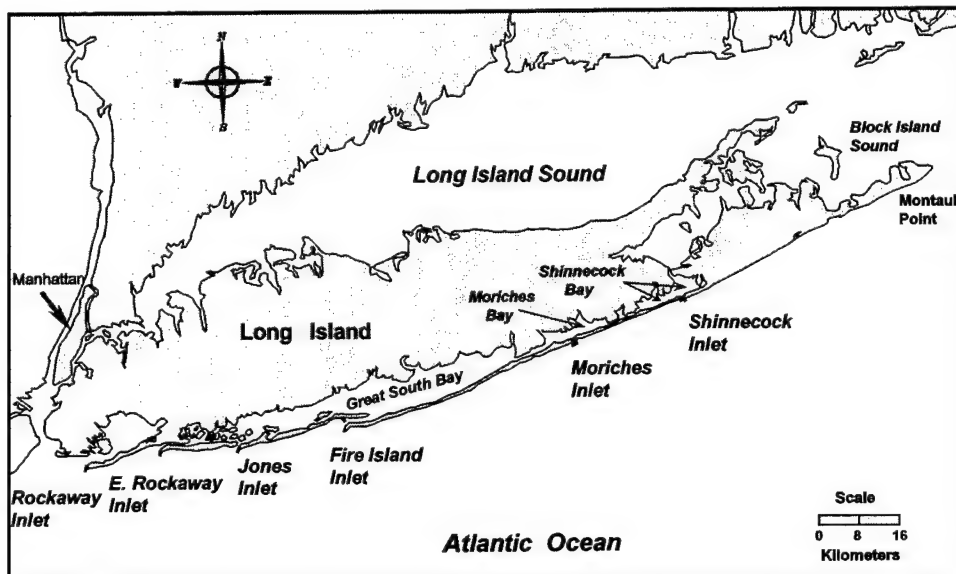 N
W
E
S
Block Island
Sound
Long Island Sound
Montauk
Point
Manhattan
Shinnecock
Bay
Moriches
Bay
Long Island
Shinnecock
Inlet
Moriches
Inlet
Great South Bay
Fire Island
Inlet
Jones
Inlet
E. Rockaway
Inlet
Rockaway
Inlet
Scale
0 8 16
Kilometers
Atlantic Ocean